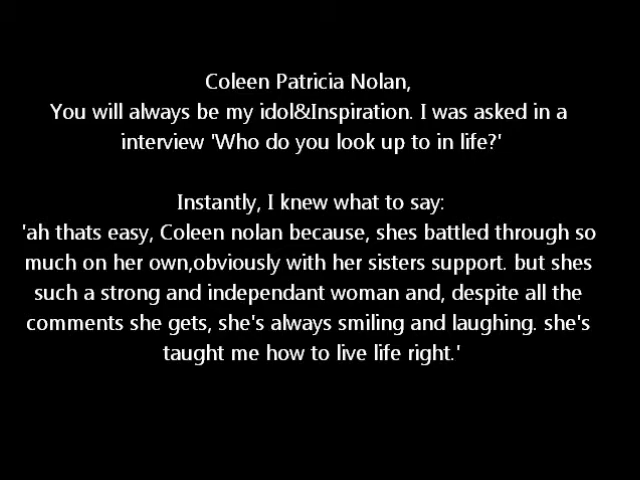 Coleen Patricia Nolan,
You will always be my idol&Inspiration. I was asked in a
interview 'Who do you look up to in life?'
Instantly, I knew what to say:
'ah thats easy, Coleen nolan because, shes battled through so
much on her own,obviously with her sisters support. but shes
such a strong and independant woman and, despite all the
comments she gets, she's always smiling and laughing. she's
taught me how to live life right.'